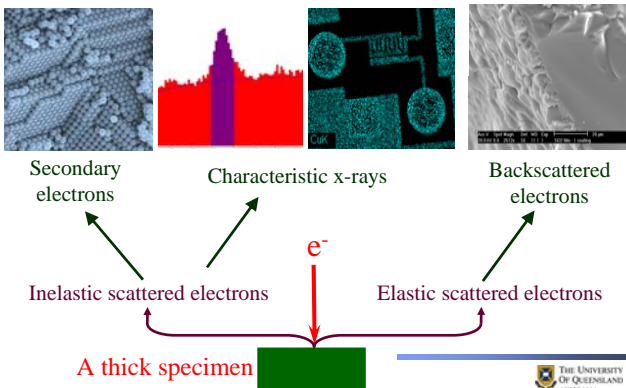 CuK
Secondary
electrons
Characteristic x-rays
Backscattered
electrons
e-
Inelastic scattered electrons
Elastic scattered electrons
A thick specimen
THE UNIVERSITY
OF QUEENSLAND